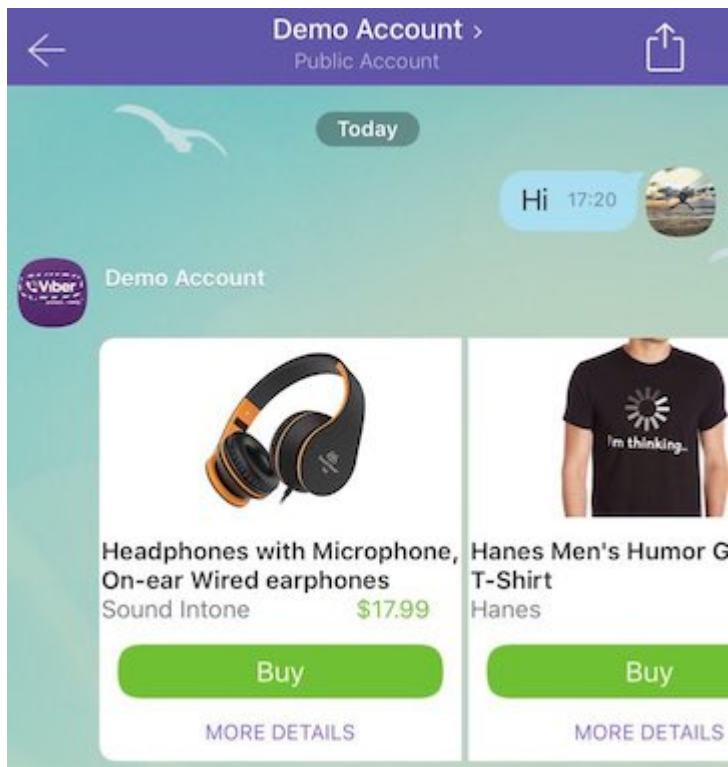 Demo Account >
Public Account
Today
Hi 17:20
Viber
Demo Account
I'm thinking..
Headphones with Microphone,
On-ear Wired earphones
Sound Intone $17.99
Buy
MORE DETAILS
Hanes Men's Humor G
T-Shirt
Hanes
Buy
MORE DETAILS